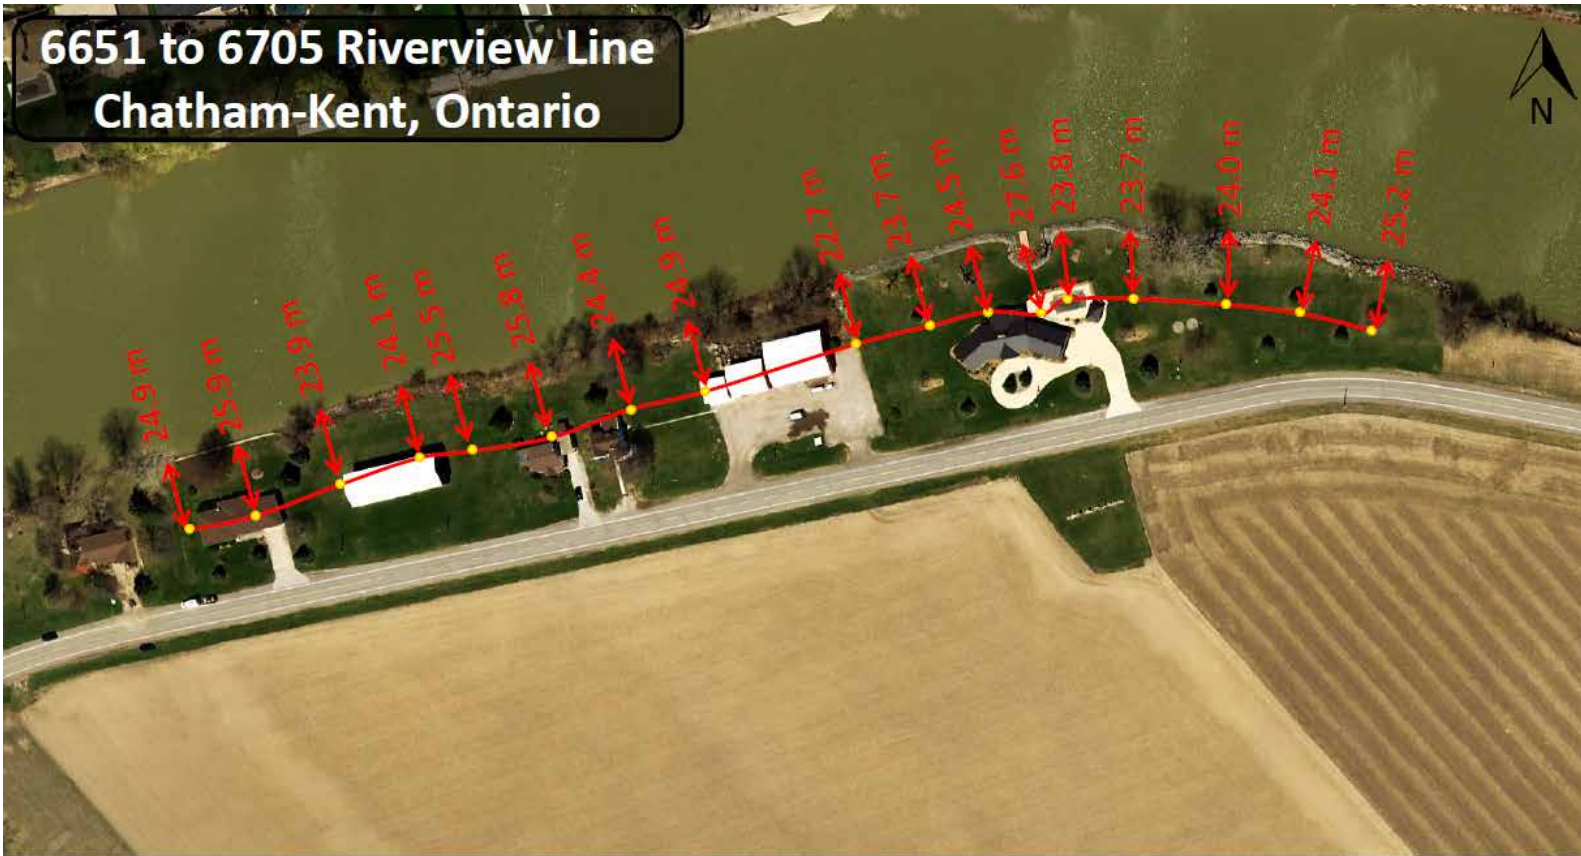 6651 to 6705 Riverview Line
Chatham-Kent, Ontario
N
24.9 m
25.9 m
23.9 m
24.1 m
25.5 m
25.8 m
24.4 m
24.9 m
22.7 m
23.7 m
24.5 m
27.6 m
23.8 m
23.7 m
24.0 m
24.1 m
25.2 m